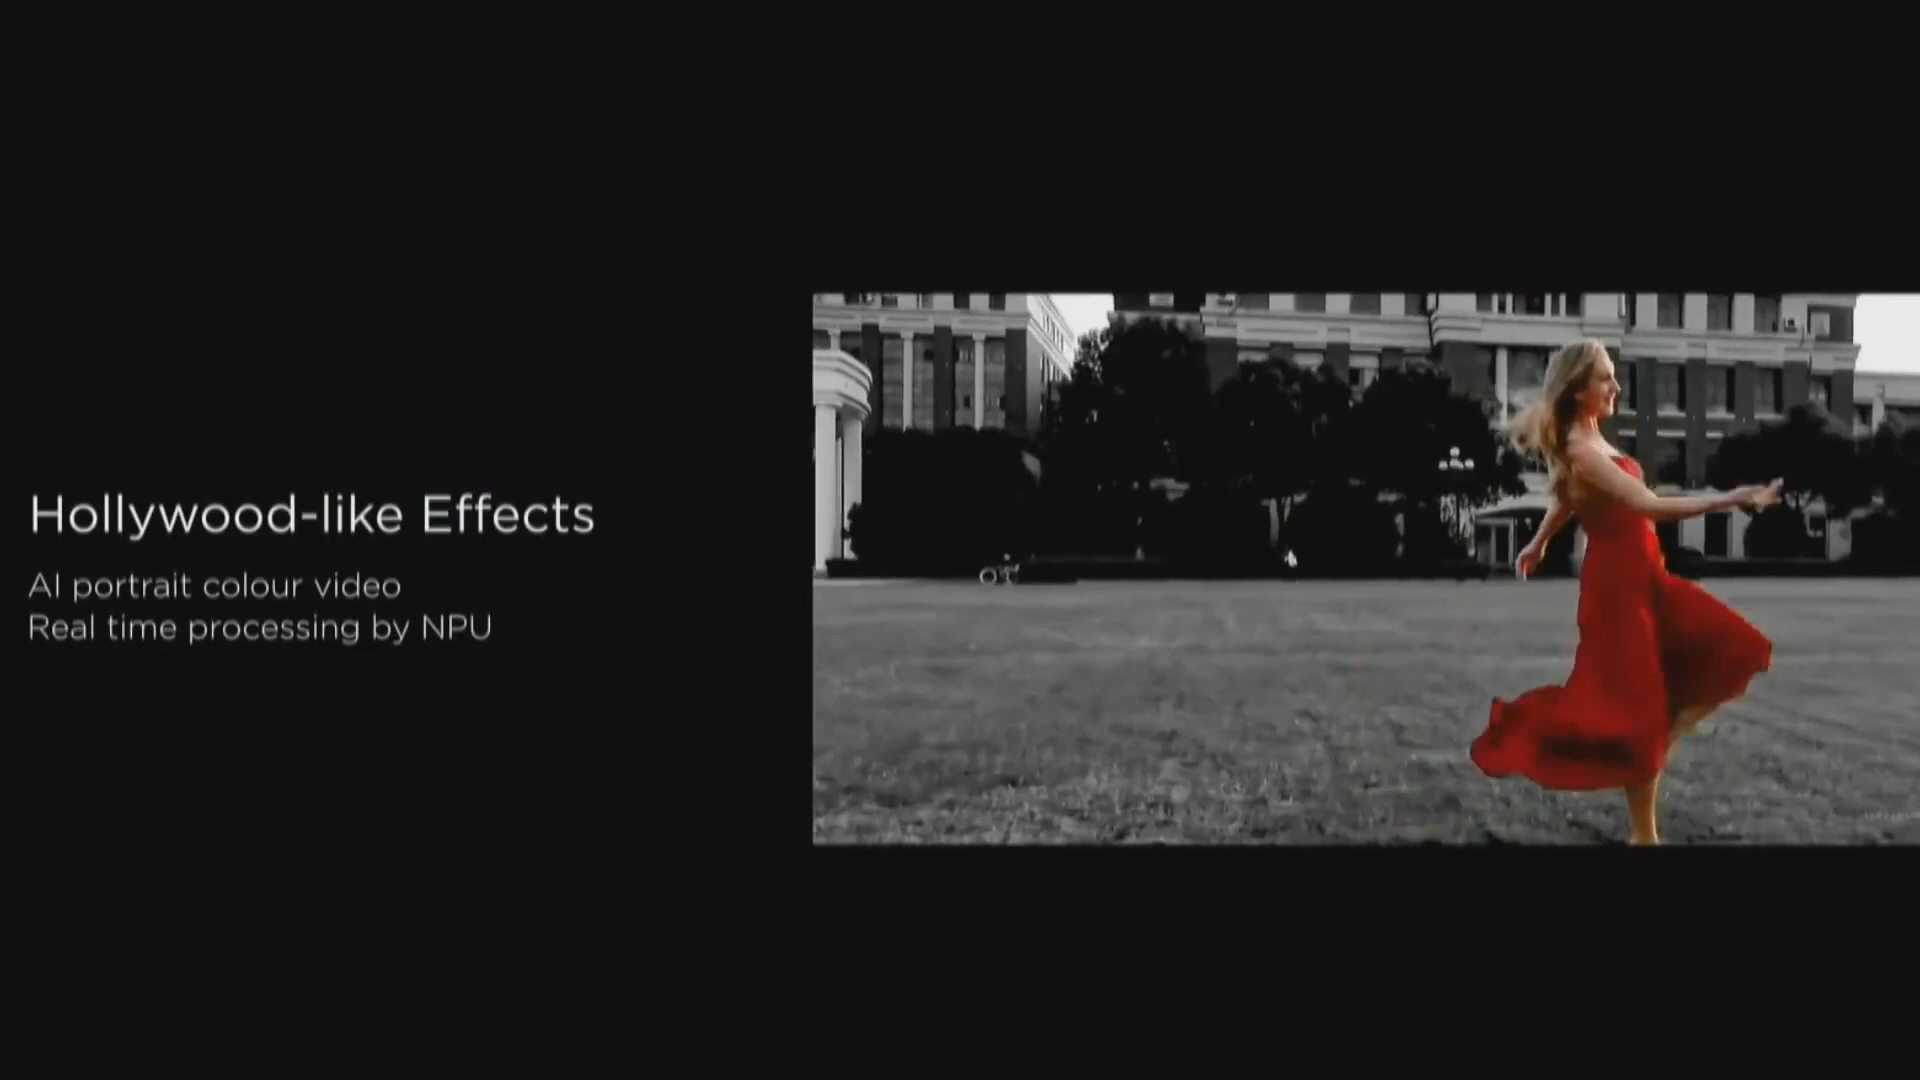 Hollywood-like Effects
AI portrait colour video
Real time processing by NPU